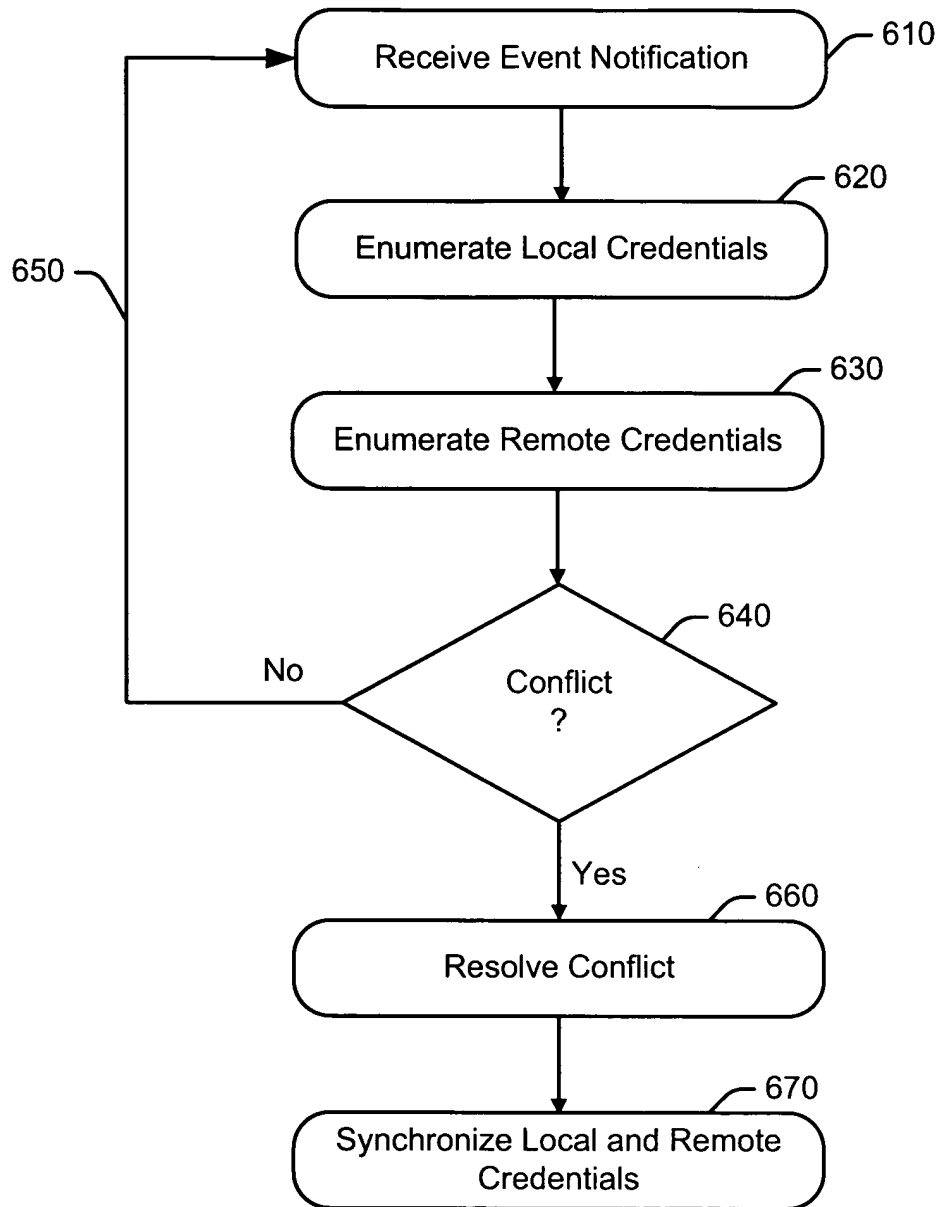 Receive Event Notification
610
620
Enumerate Local Credentials
650
630
Enumerate Remote Credentials
640
No
Conflict
?
Yes
660
Resolve Conflict
670
Synchronize Local and Remote
Credentials